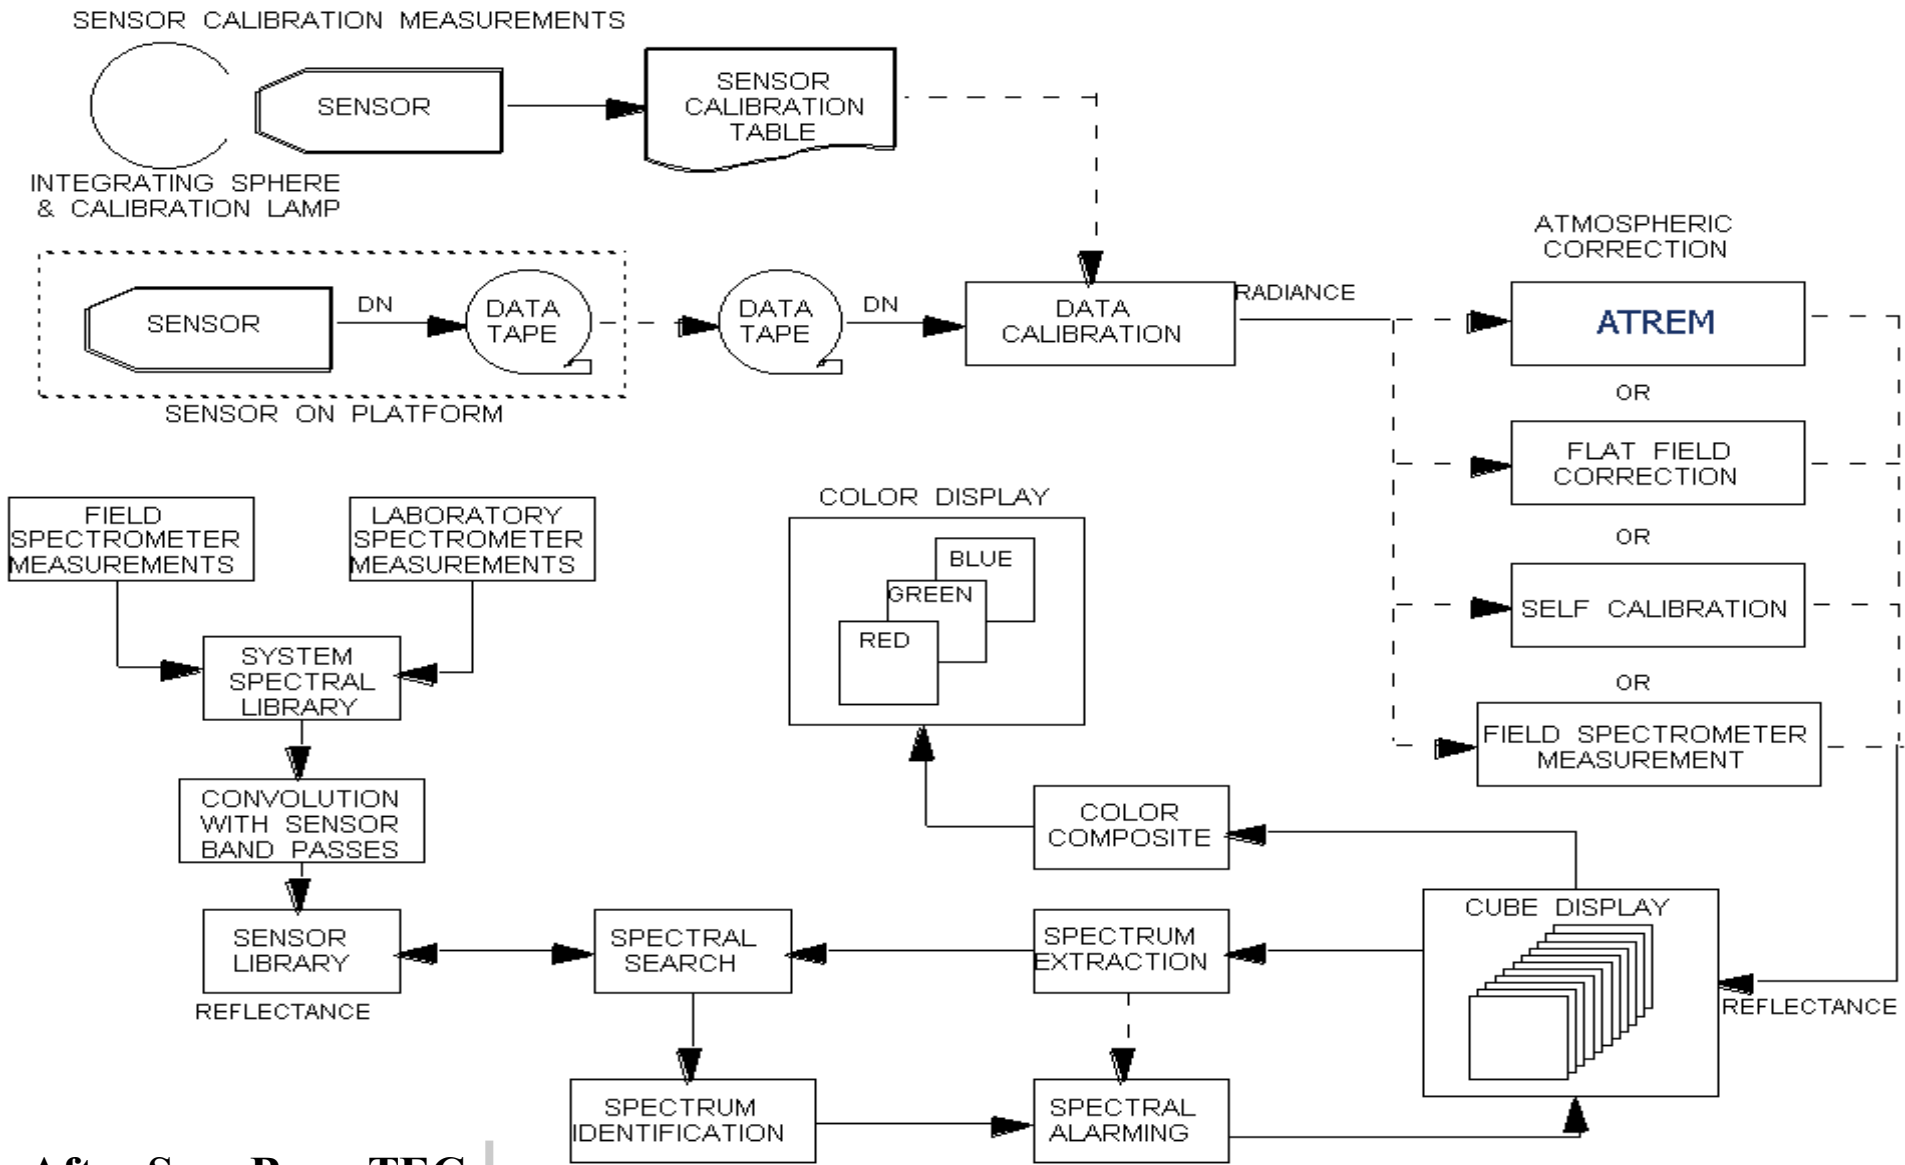 SENSOR CALIBRATION MEASUREMENTS
SENSOR
SENSOR
CALIBRATION
TABLE
INTEGRATING SPHERE
& CALIBRATION LAMP
SENSOR
DN
DATA
TAPE
SENSOR ON PLATFORM
DATA
TAPE
DN
DATA
CALIBRATION
RADIANCE
ATMOSPHERIC
CORRECTION
ATREM
OR
FLAT FIELD
CORRECTION
OR
SELF CALIBRATION
OR
FIELD SPECTROMETER
MEASUREMENT
FIELD
SPECTROMETER
MEASUREMENTS
LABORATORY
SPECTROMETER
MEASUREMENTS
SYSTEM
SPECTRAL
LIBRARY
CONVOLUTION
WITH SENSOR
BAND PASSES
SENSOR
LIBRARY
REFLECTANCE
COLOR DISPLAY
BLUE
GREEN
RED
COLOR
COMPOSITE
SPECTRAL
SEARCH
SPECTRUM
EXTRACTION
CUBE DISPLAY
REFLECTANCE
SPECTRUM
IDENTIFICATION
SPECTRAL
ALARMING